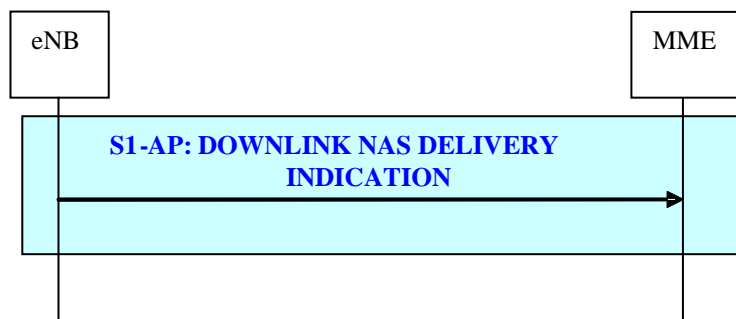 eNB
MME
S1-AP: DOWNLINK NAS DELIVERY
INDICATION